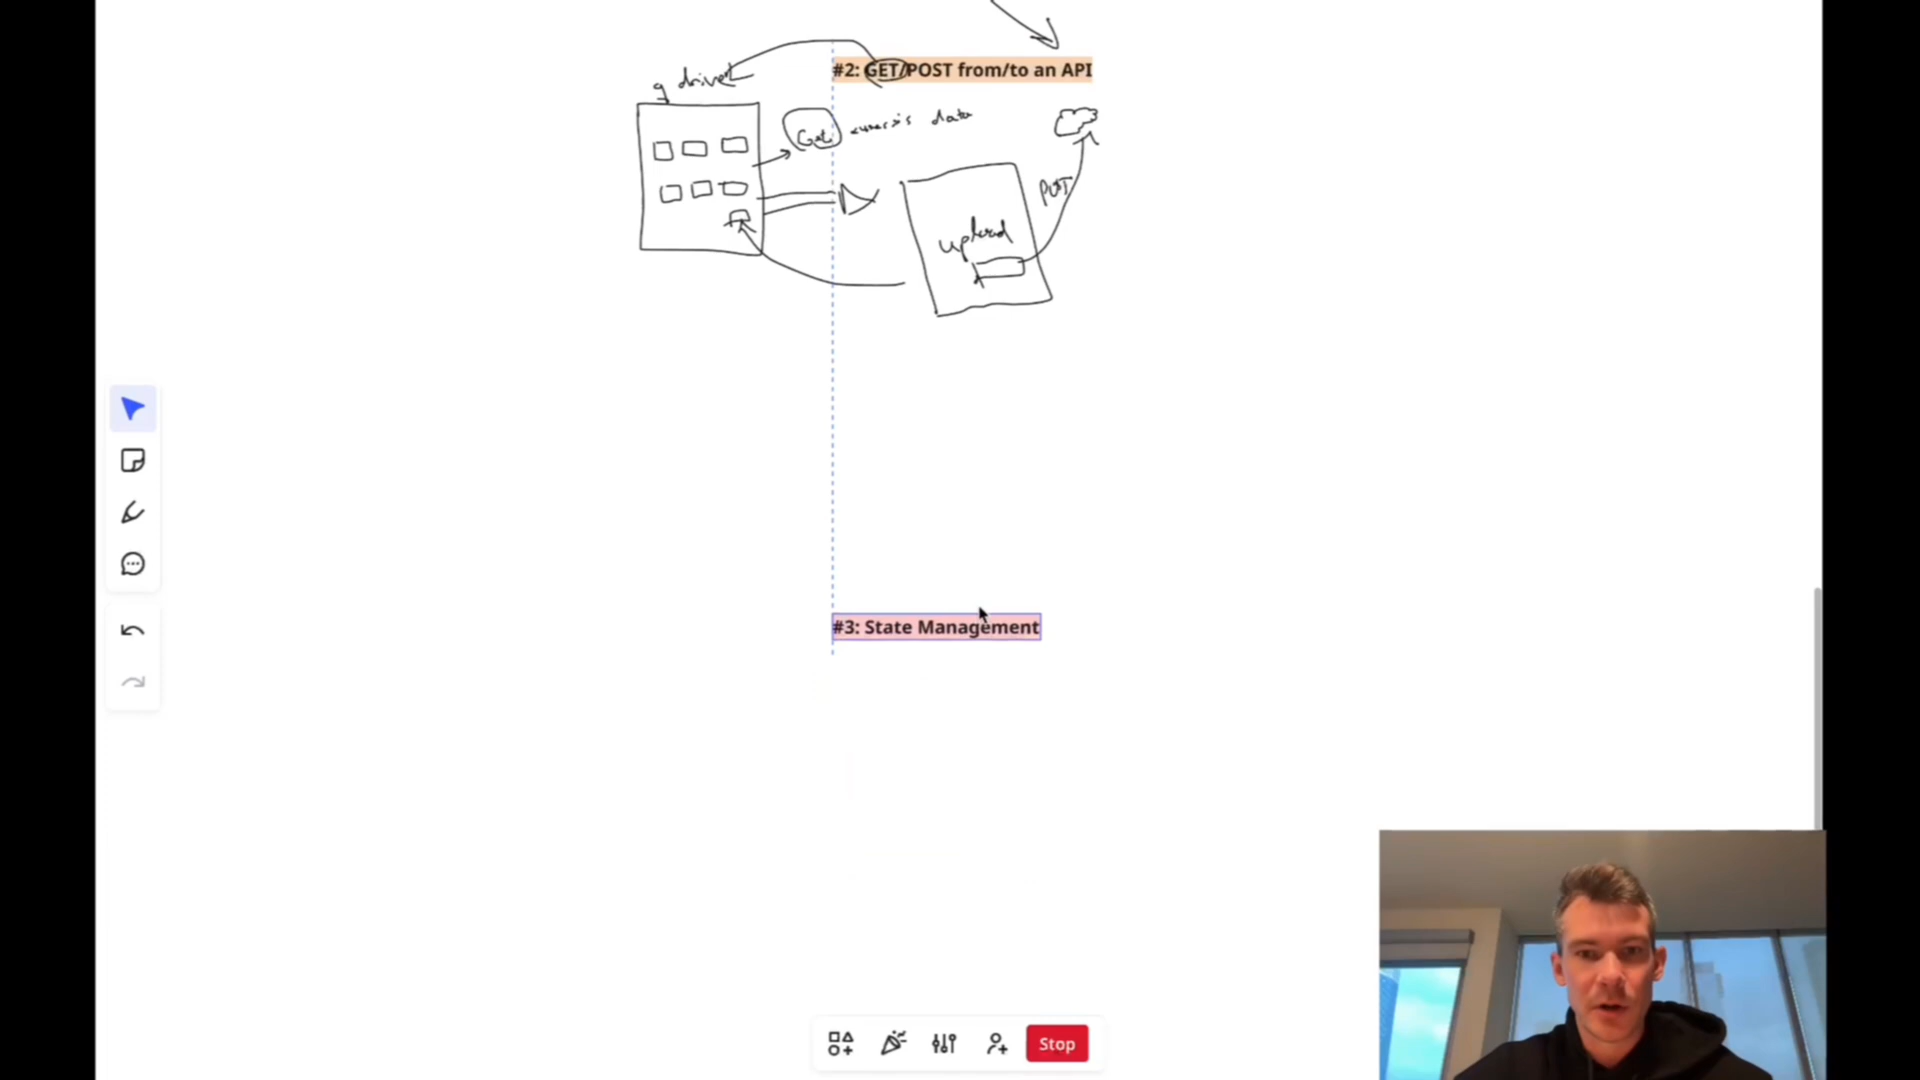 #2: GET/POST from/to an API
g drive
Get
data
POST
upload
#3: State Management
Stop